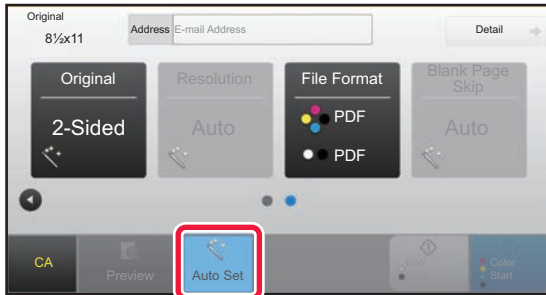 Original
8½x11
Address E-mail Address
Detail
Original
2-Sided
Resolution
Auto
File Format
PDF
PDF
Blank Page
Skip
Auto
CA
Preview
Auto Set
B/W
Start
Color
Start